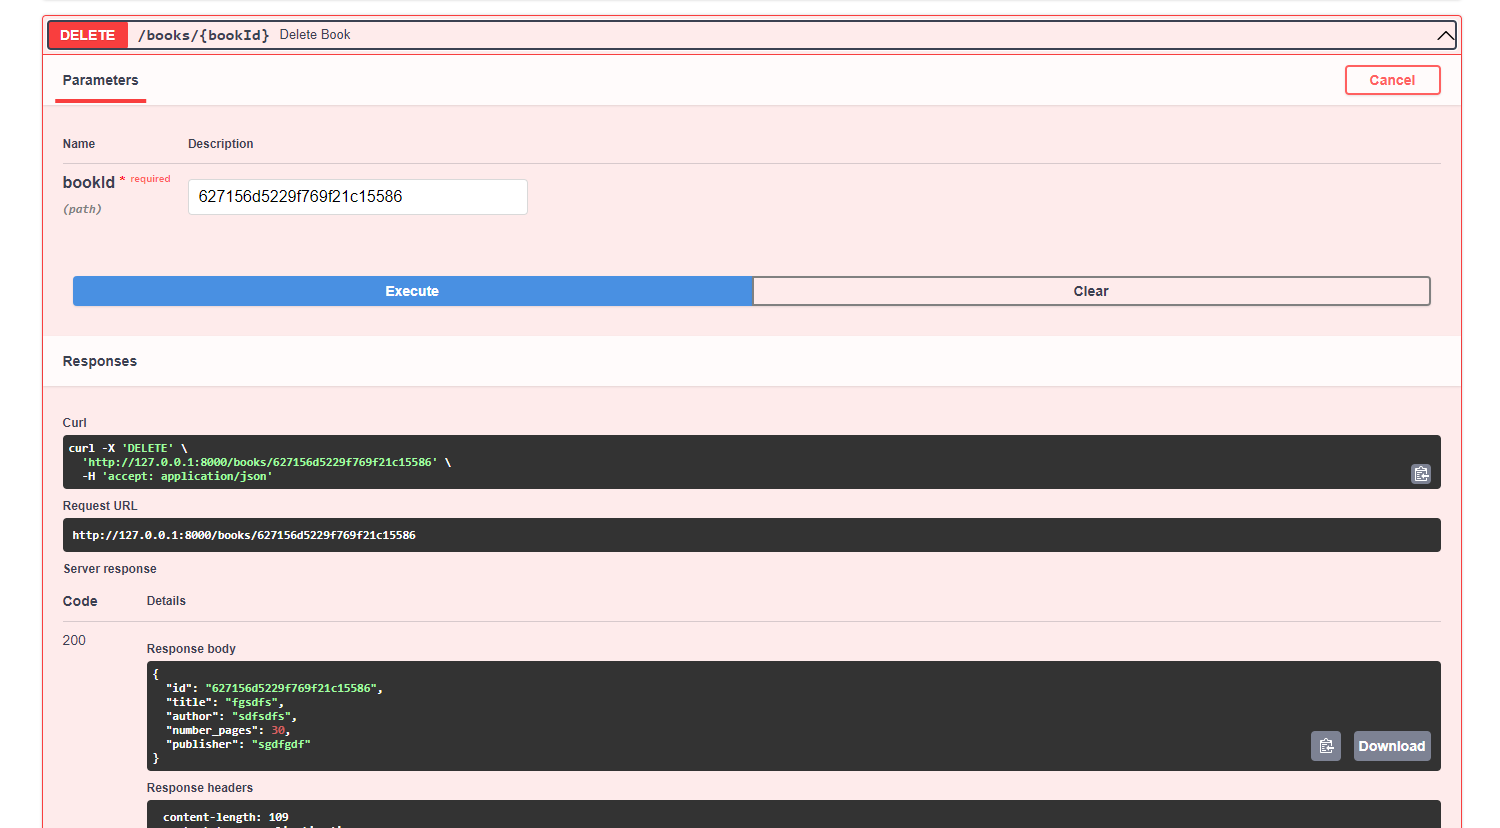 DELETE /books/{bookId} Delete Book
Parameters
Cancel
Name Description
bookId * required
627156d5229f769f21c15586
(path)
Execute Clear
Responses
Curl
curl -X 'DELETE' \
'http://127.0.0.1:8000/books/627156d5229f769f21c15586' \
-H 'accept: application/json'
Request URL
http://127.0.0.1:8000/books/627156d5229f769f21c15586
Server response
Code Details
200
Response body
{
"id": "627156d5229f769f21c15586",
"title": "fgsdfs",
"author": "sdfsdfs",
"number_pages": 30,
"publisher": "sgdfgdf"
}
Download
Response headers
content-length: 109